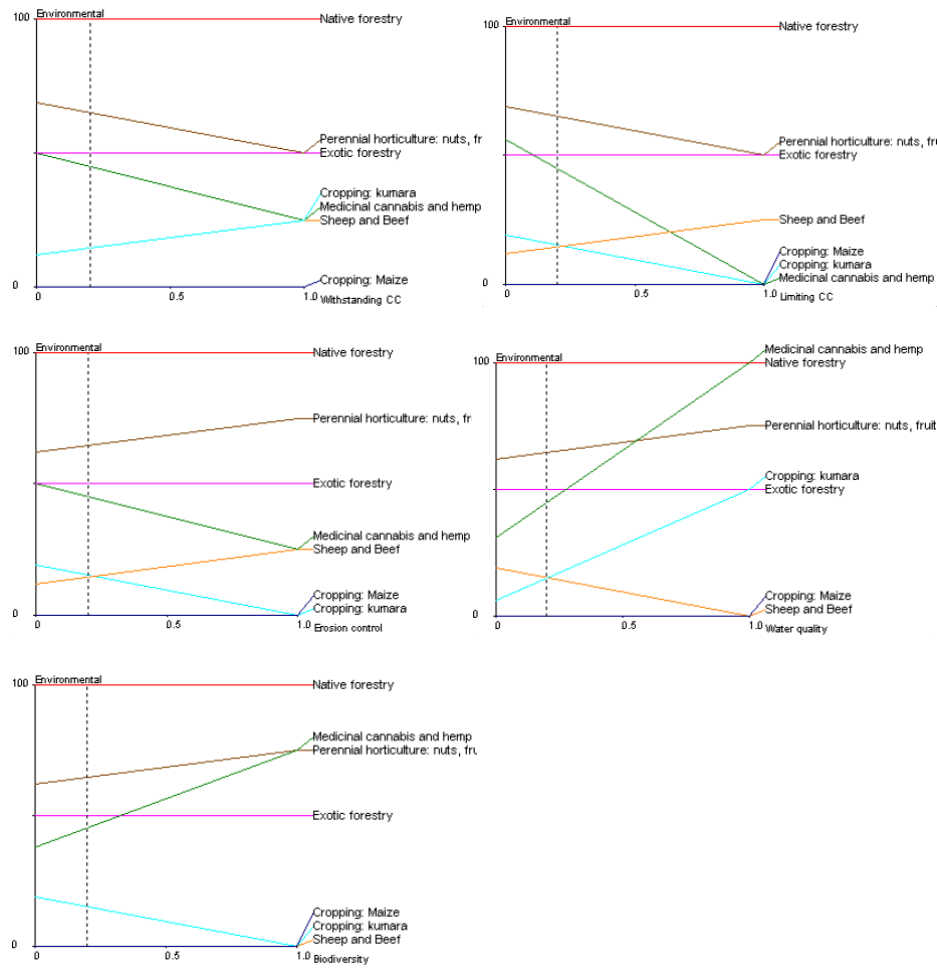 Environmental
100
Native forestry
Perennial horticulture: nuts, fr
Exotic forestry
Cropping: kumara
Medicinal cannabis and hemp
Sheep and Beef
0
Cropping: Maize
0
0.5
1.0
Withstanding CC
Environmental
100
Native forestry
Perennial horticulture: nuts, fru
Exotic forestry
Sheep and Beef
Cropping: Maize
Cropping: kumara
Medicinal cannabis and hemp
0
0
0.5
1.0
Limiting CC
Environmental
100
Native forestry
Perennial horticulture: nuts, fr
Exotic forestry
Medicinal cannabis and hemp
Sheep and Beef
Cropping: Maize
Cropping: kumara
0
0
0.5
1.0
Erosion control
Medicinal cannabis and hemp
Environmental
100
Native forestry
Perennial horticulture: nuts, fruit
Cropping: kumara
Exotic forestry
Cropping: Maize
Sheep and Beef
0
0
0.5
1.0
Water quality
Environmental
100
Native forestry
Medicinal cannabis and hemp
Perennial horticulture: nuts, fru
Exotic forestry
Cropping: Maize
Cropping: kumara
Sheep and Beef
0
0
0.5
1.0
Biodiversity